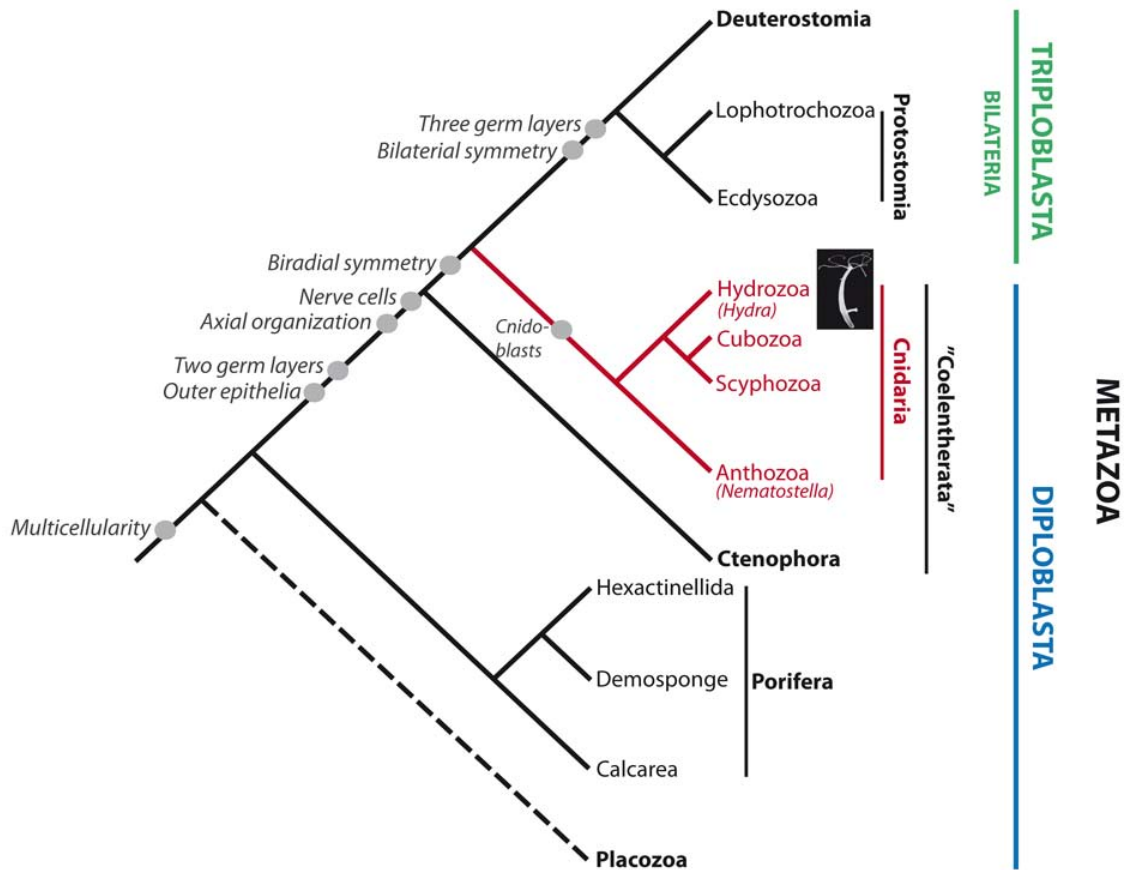 Deuterostomia
Lophotrochozoa
Ecdysozoa
Protostomia
BILATERIA
TRIPLOBLASTA
Three germ layers
Bilaterial symmetry
Biradial symmetry
Nerve cells
Axial organization
Two germ layers
Outer epithelia
Multicellularity
Cnido-
blasts
Hydrozoa
(Hydra)
Cubozoa
Scyphozoa
Anthozoa
(Nematostella)
Cnidaria
"Coelentherata"
Ctenophora
Hexactinellida
Demosponge
Calcarea
Porifera
Placozoa
DIPLOBLASTA
METAZOA